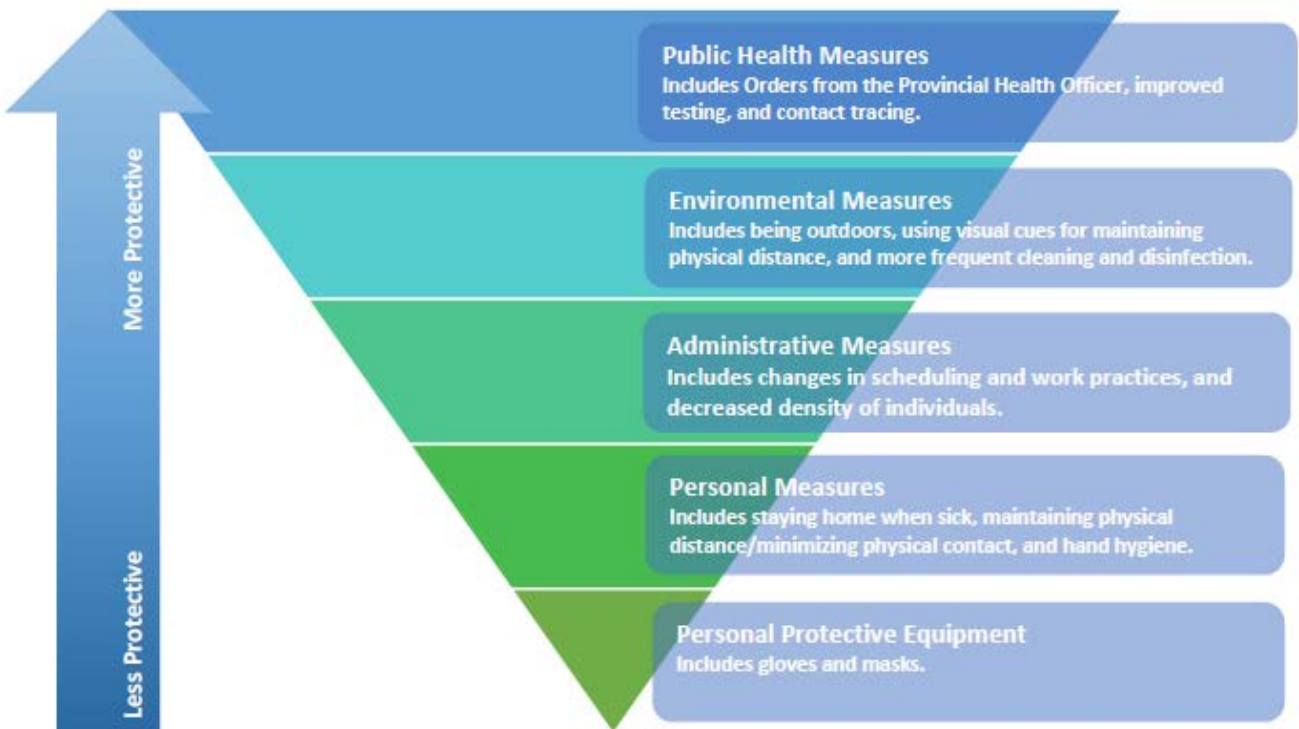 More Protective
Less Protective
Public Health Measures
Includes Orders from the Provincial Health Officer, improved
testing, and contact tracing.
Environmental Measures
Includes being outdoors, using visual cues for maintaining
physical distance, and more frequent cleaning and disinfection.
Administrative Measures
Includes changes in scheduling and work practices, and
decreased density of individuals.
Personal Measures
Includes staying home when sick, maintaining physical
distance/minimizing physical contact, and hand hygiene.
Personal Protective Equipment
Includes gloves and masks.